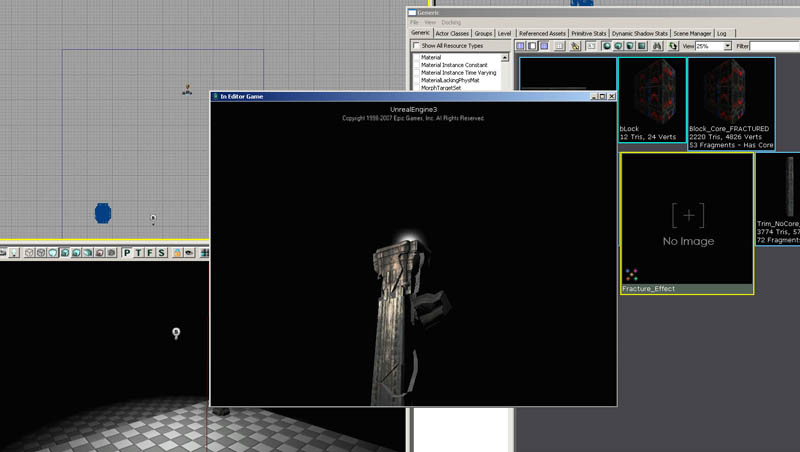 Generic
File View Docking
Generic Actor Classes Groups Level Referenced Assets Primitive Stats Dynamic Shadow Stats Scene Manager Log
Show All Resource Types
View 25% Filter
Material
Material Instance Constant
Material Instance Time Varying
MaterialLackingPhysMat
MorphTargetSet
In Editor Game
UnrealEngine3
Copyright 1998-2007 Epic Games, Inc. All Rights Reserved.
bLock
12 Tris, 24 Verts
Block_Core_FRACTURED
2220 Tris, 4826 Verts
53 Fragments - Has Core
No Image
Fracture_Effect
Trim_NoCore_
3774 Tris, 57
72 Fragments
P T F S